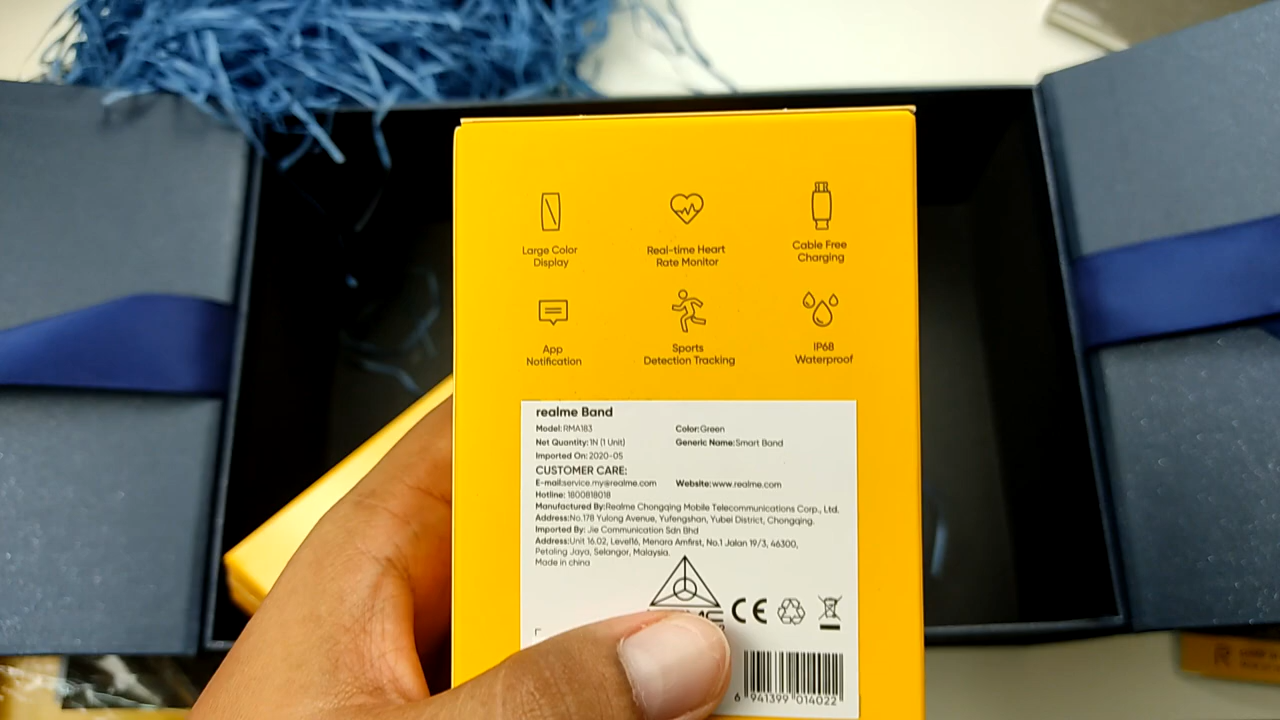 Large Color
Display
Real-time Heart
Rate Monitor
Cable Free
Charging
App
Notification
Sports
Detection Tracking
IP68
Waterproof
realme Band
Model:RMA183
Color:Green
Net Quantity:1N (1 Unit)
Generic Name:Smart Band
Imported On: 2020-05
CUSTOMER CARE:
E-mail:service.my@realme.com
Website:www.realme.com
Hotline: 1800818018
Manufactured By:Realme Chongqing Mobile Telecommunications Corp., Ltd.
Address:No.178 Yulong Avenue, Yufengshan, Yubei District, Chongqing.
Imported By: Jie Communication Sdn Bhd
Address:Unit 16.02, Level16, Menara Amfirst, No.1 Jalan 19/3, 46300,
Petaling Jaya, Selangor, Malaysia.
Made in china
CE
6 941399 014022